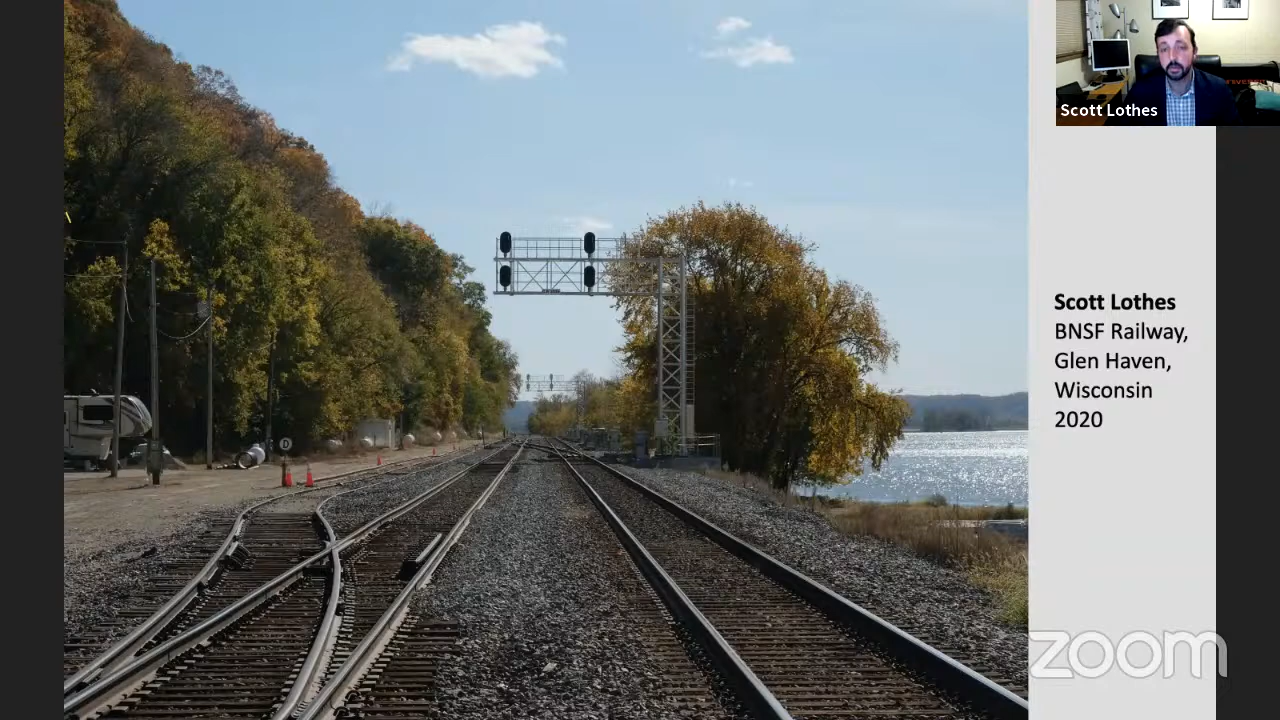 Scott Lothes
Scott Lothes
BNSF Railway,
Glen Haven,
Wisconsin
2020
D
zoom